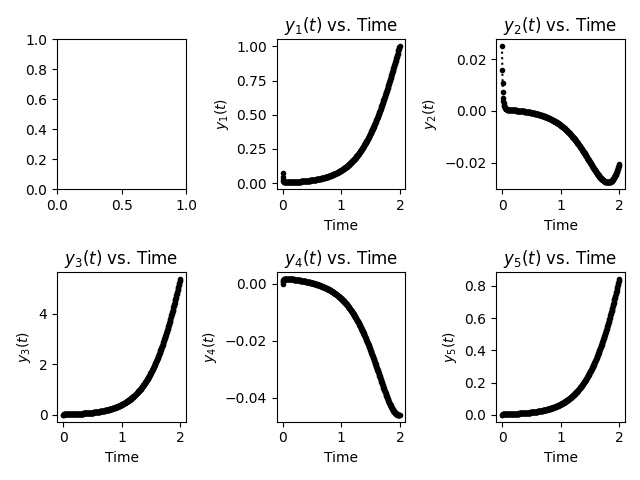 1.0
0.8
0.6
0.4
0.2
0.0
0.0 0.5 1.0
y₁(t) vs. Time
y₁(t)
1.00
0.75
0.50
0.25
0.00
0 1 2
Time
y₂(t) vs. Time
y₂(t)
0.02
0.00
−0.02
0 1 2
Time
y₃(t) vs. Time
y₃(t)
4
2
0
0 1 2
Time
y₄(t) vs. Time
y₄(t)
0.00
−0.02
−0.04
0 1 2
Time
y₅(t) vs. Time
y₅(t)
0.8
0.6
0.4
0.2
0.0
0 1 2
Time